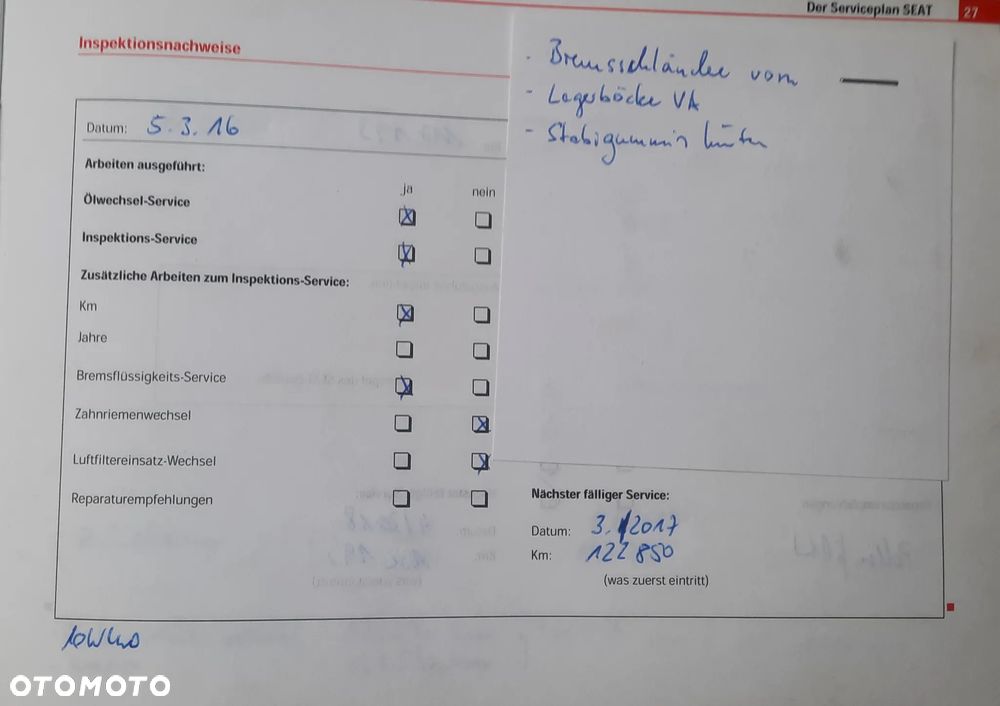 Der Serviceplan SEAT 27
Inspektionsnachweise
· Bremsschläuche vorn
- Lagerböcke VA
- Stabigummis hinten
Datum: 5.3.16
Arbeiten ausgeführt:
ja nein
Ölwechsel-Service
Inspektions-Service
Zusätzliche Arbeiten zum Inspektions-Service:
Km
Jahre
Bremsflüssigkeits-Service
Zahnriemenwechsel
Luftfiltereinsatz-Wechsel
Reparaturempfehlungen
Nächster fälliger Service:
Datum: 3./2017
Km: 122 850
(was zuerst eintritt)
10W40
OTOMOTO